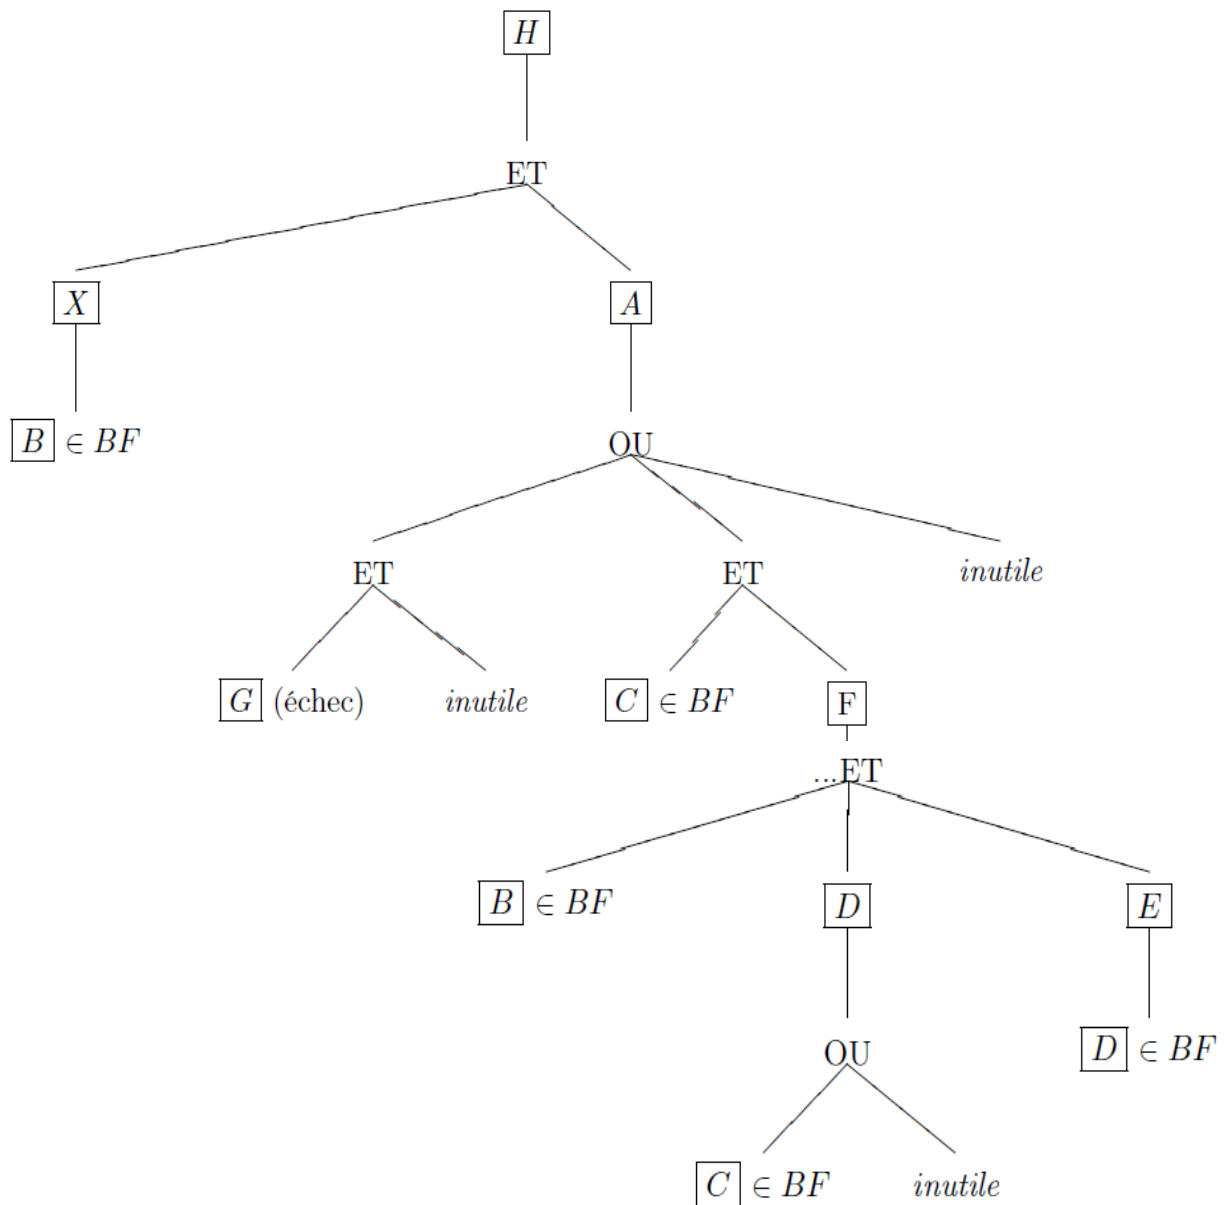 H
ET
X A
B ∈ BF
OU
ET ET inutile
G (échec) inutile C ∈ BF F
...ET
B ∈ BF D E
OU D ∈ BF
C ∈ BF inutile